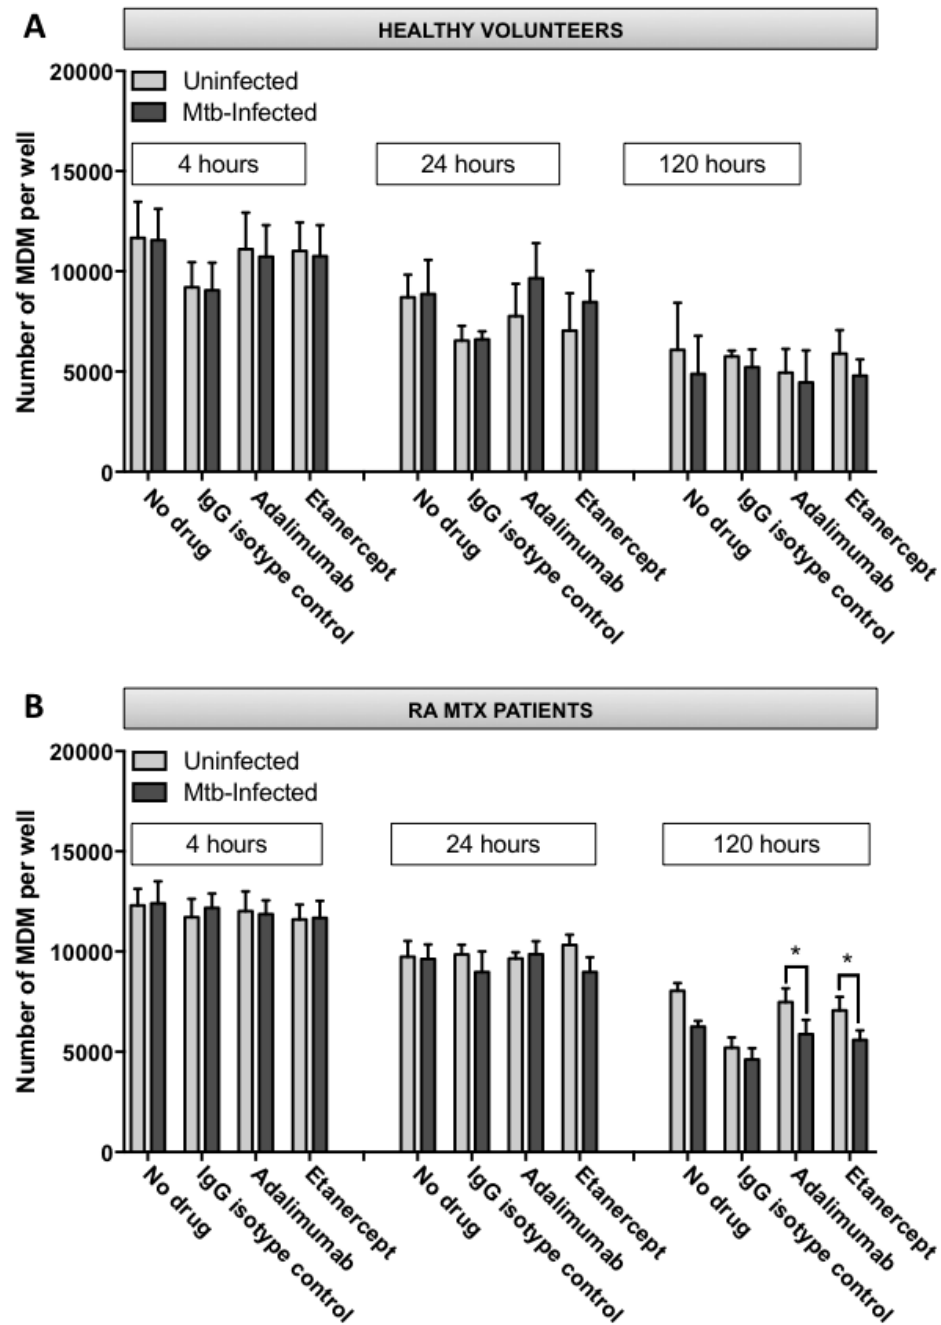 A
HEALTHY VOLUNTEERS
20000
15000
10000
5000
0
Number of MDM per well
Uninfected
Mtb-Infected
4 hours
24 hours
120 hours
No drug
IgG isotype control
Adalimumab
Etanercept
No drug
IgG isotype control
Adalimumab
Etanercept
No drug
IgG isotype control
Adalimumab
Etanercept
B
RA MTX PATIENTS
20000
15000
10000
5000
0
Number of MDM per well
Uninfected
Mtb-Infected
4 hours
24 hours
120 hours
*
*
No drug
IgG isotype control
Adalimumab
Etanercept
No drug
IgG isotype control
Adalimumab
Etanercept
No drug
IgG isotype control
Adalimumab
Etanercept